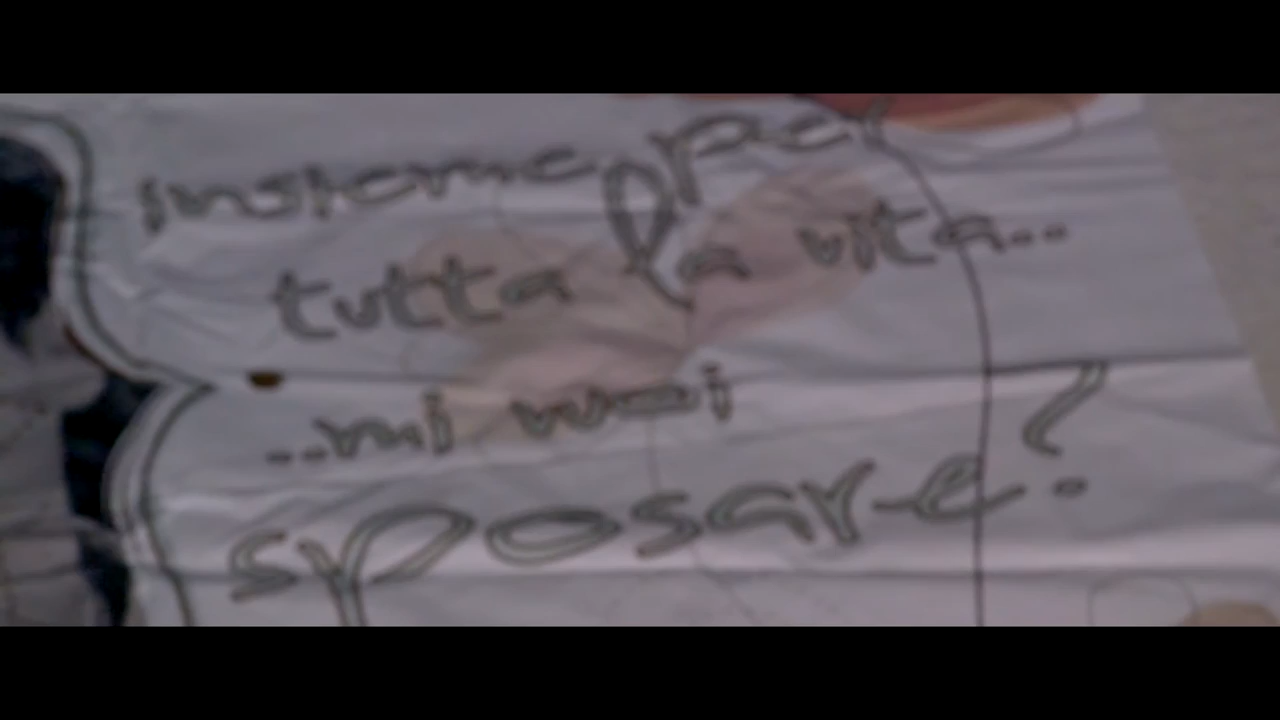 insieme per
tutta la vita...
...mi vuoi
sposare?